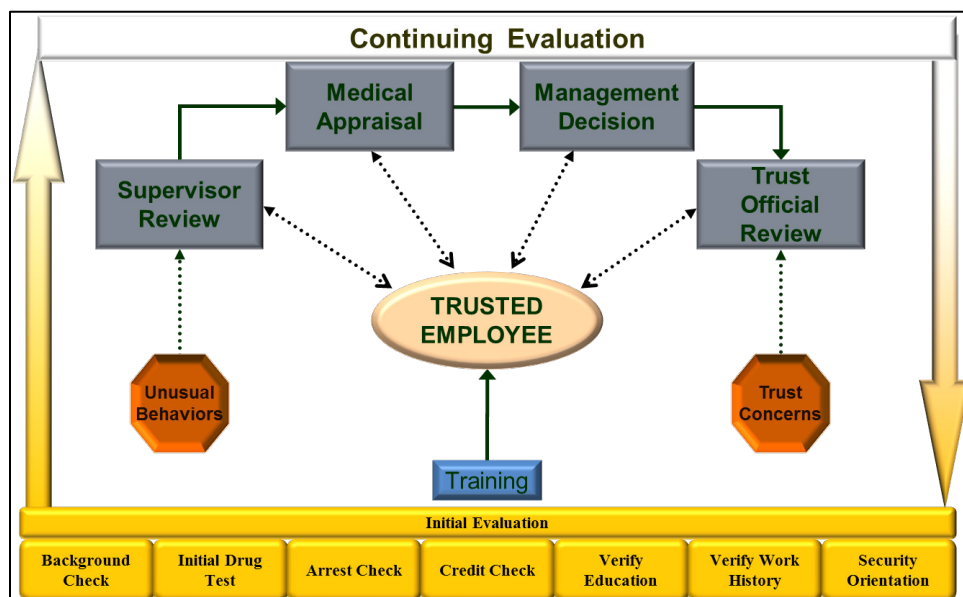 Continuing Evaluation
Medical
Appraisal
Management
Decision
Supervisor
Review
Trust
Official
Review
TRUSTED
EMPLOYEE
Unusual
Behaviors
Trust
Concerns
Training
Initial Evaluation
Background
Check
Initial Drug
Test
Arrest Check
Credit Check
Verify
Education
Verify Work
History
Security
Orientation